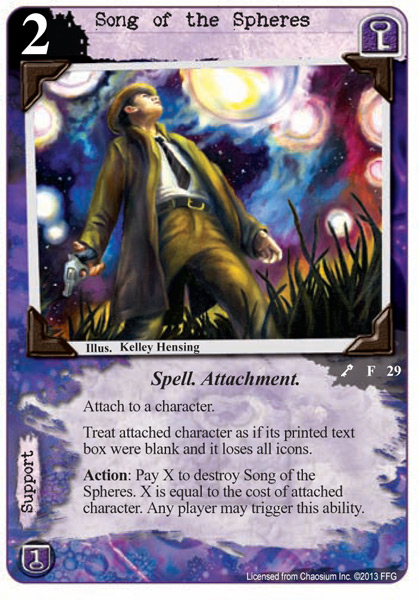 2
Song of the Spheres
Illus. Kelley Hensing
F 29
Spell. Attachment.
Attach to a character.
Treat attached character as if its printed text
box were blank and it loses all icons.
Action: Pay X to destroy Song of the
Spheres. X is equal to the cost of attached
character. Any player may trigger this ability.
Support
1
Licensed from Chaosium Inc. ©2013 FFG